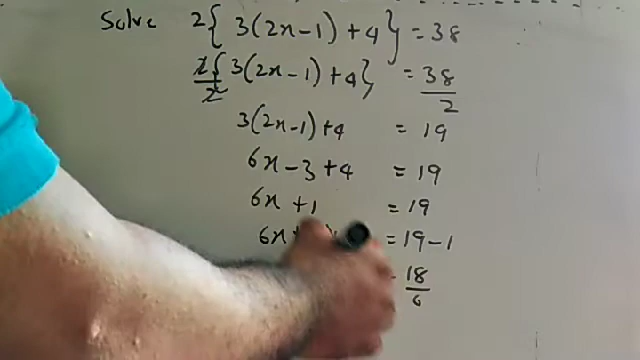 Solve 2{ 3(2x-1)+4} = 38
2{ 3(2x-1)+4} = 38
2 2
3(2x-1)+4 = 19
6x-3+4 = 19
6x+1 = 19
6x = 19-1
18
6